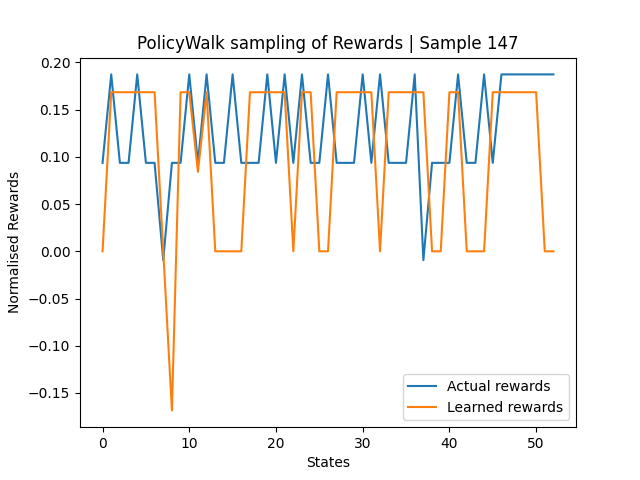 PolicyWalk sampling of Rewards | Sample 147
Normalised Rewards
0.20
0.15
0.10
0.05
0.00
−0.05
−0.10
−0.15
0
10
20
30
40
50
States
Actual rewards
Learned rewards